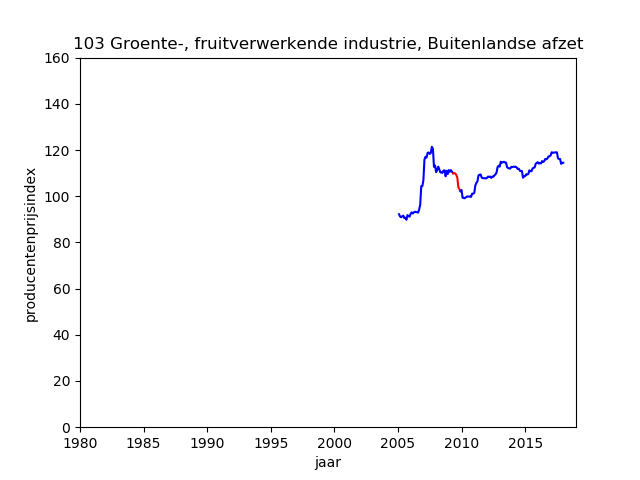 103 Groente-, fruitverwerkende industrie, Buitenlandse afzet
160
140
120
100
80
60
40
20
0
producentenprijsindex
1980 1985 1990 1995 2000 2005 2010 2015
jaar